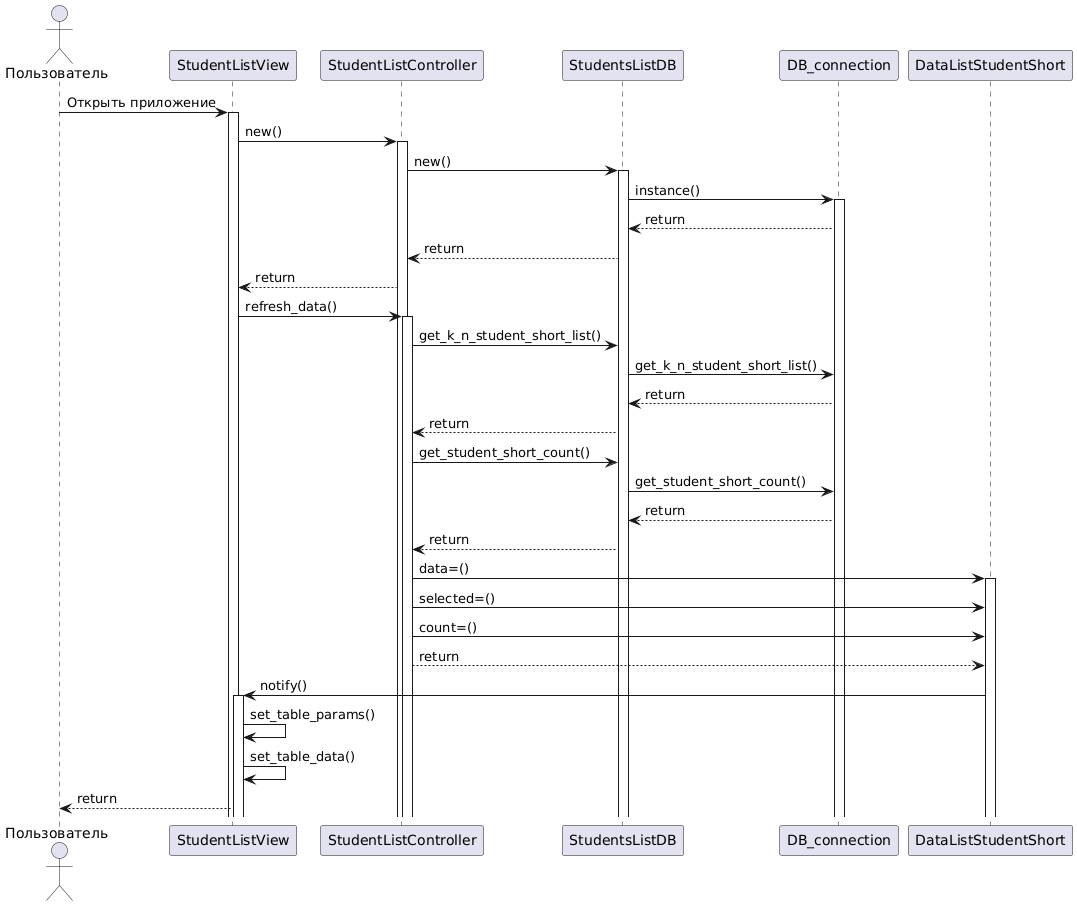 Пользователь
StudentListView
StudentListController
StudentsListDB
DB_connection
DataListStudentShort
Открыть приложение
new()
new()
instance()
return
return
return
refresh_data()
get_k_n_student_short_list()
get_k_n_student_short_list()
return
return
get_student_short_count()
get_student_short_count()
return
return
data=()
selected=()
count=()
return
notify()
set_table_params()
set_table_data()
return
Пользователь
StudentListView
StudentListController
StudentsListDB
DB_connection
DataListStudentShort